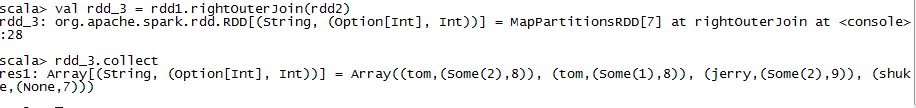 scala> val rdd_3 = rdd1.rightOuterJoin(rdd2)
rdd_3: org.apache.spark.rdd.RDD[(String, (Option[Int], Int))] = MapPartitionsRDD[7] at rightOuterJoin at <console>
:28
scala> rdd_3.collect
res1: Array[(String, (Option[Int], Int))] = Array((tom,(Some(2),8)), (tom,(Some(1),8)), (jerry,(Some(2),9)), (shuk
e,(None,7)))